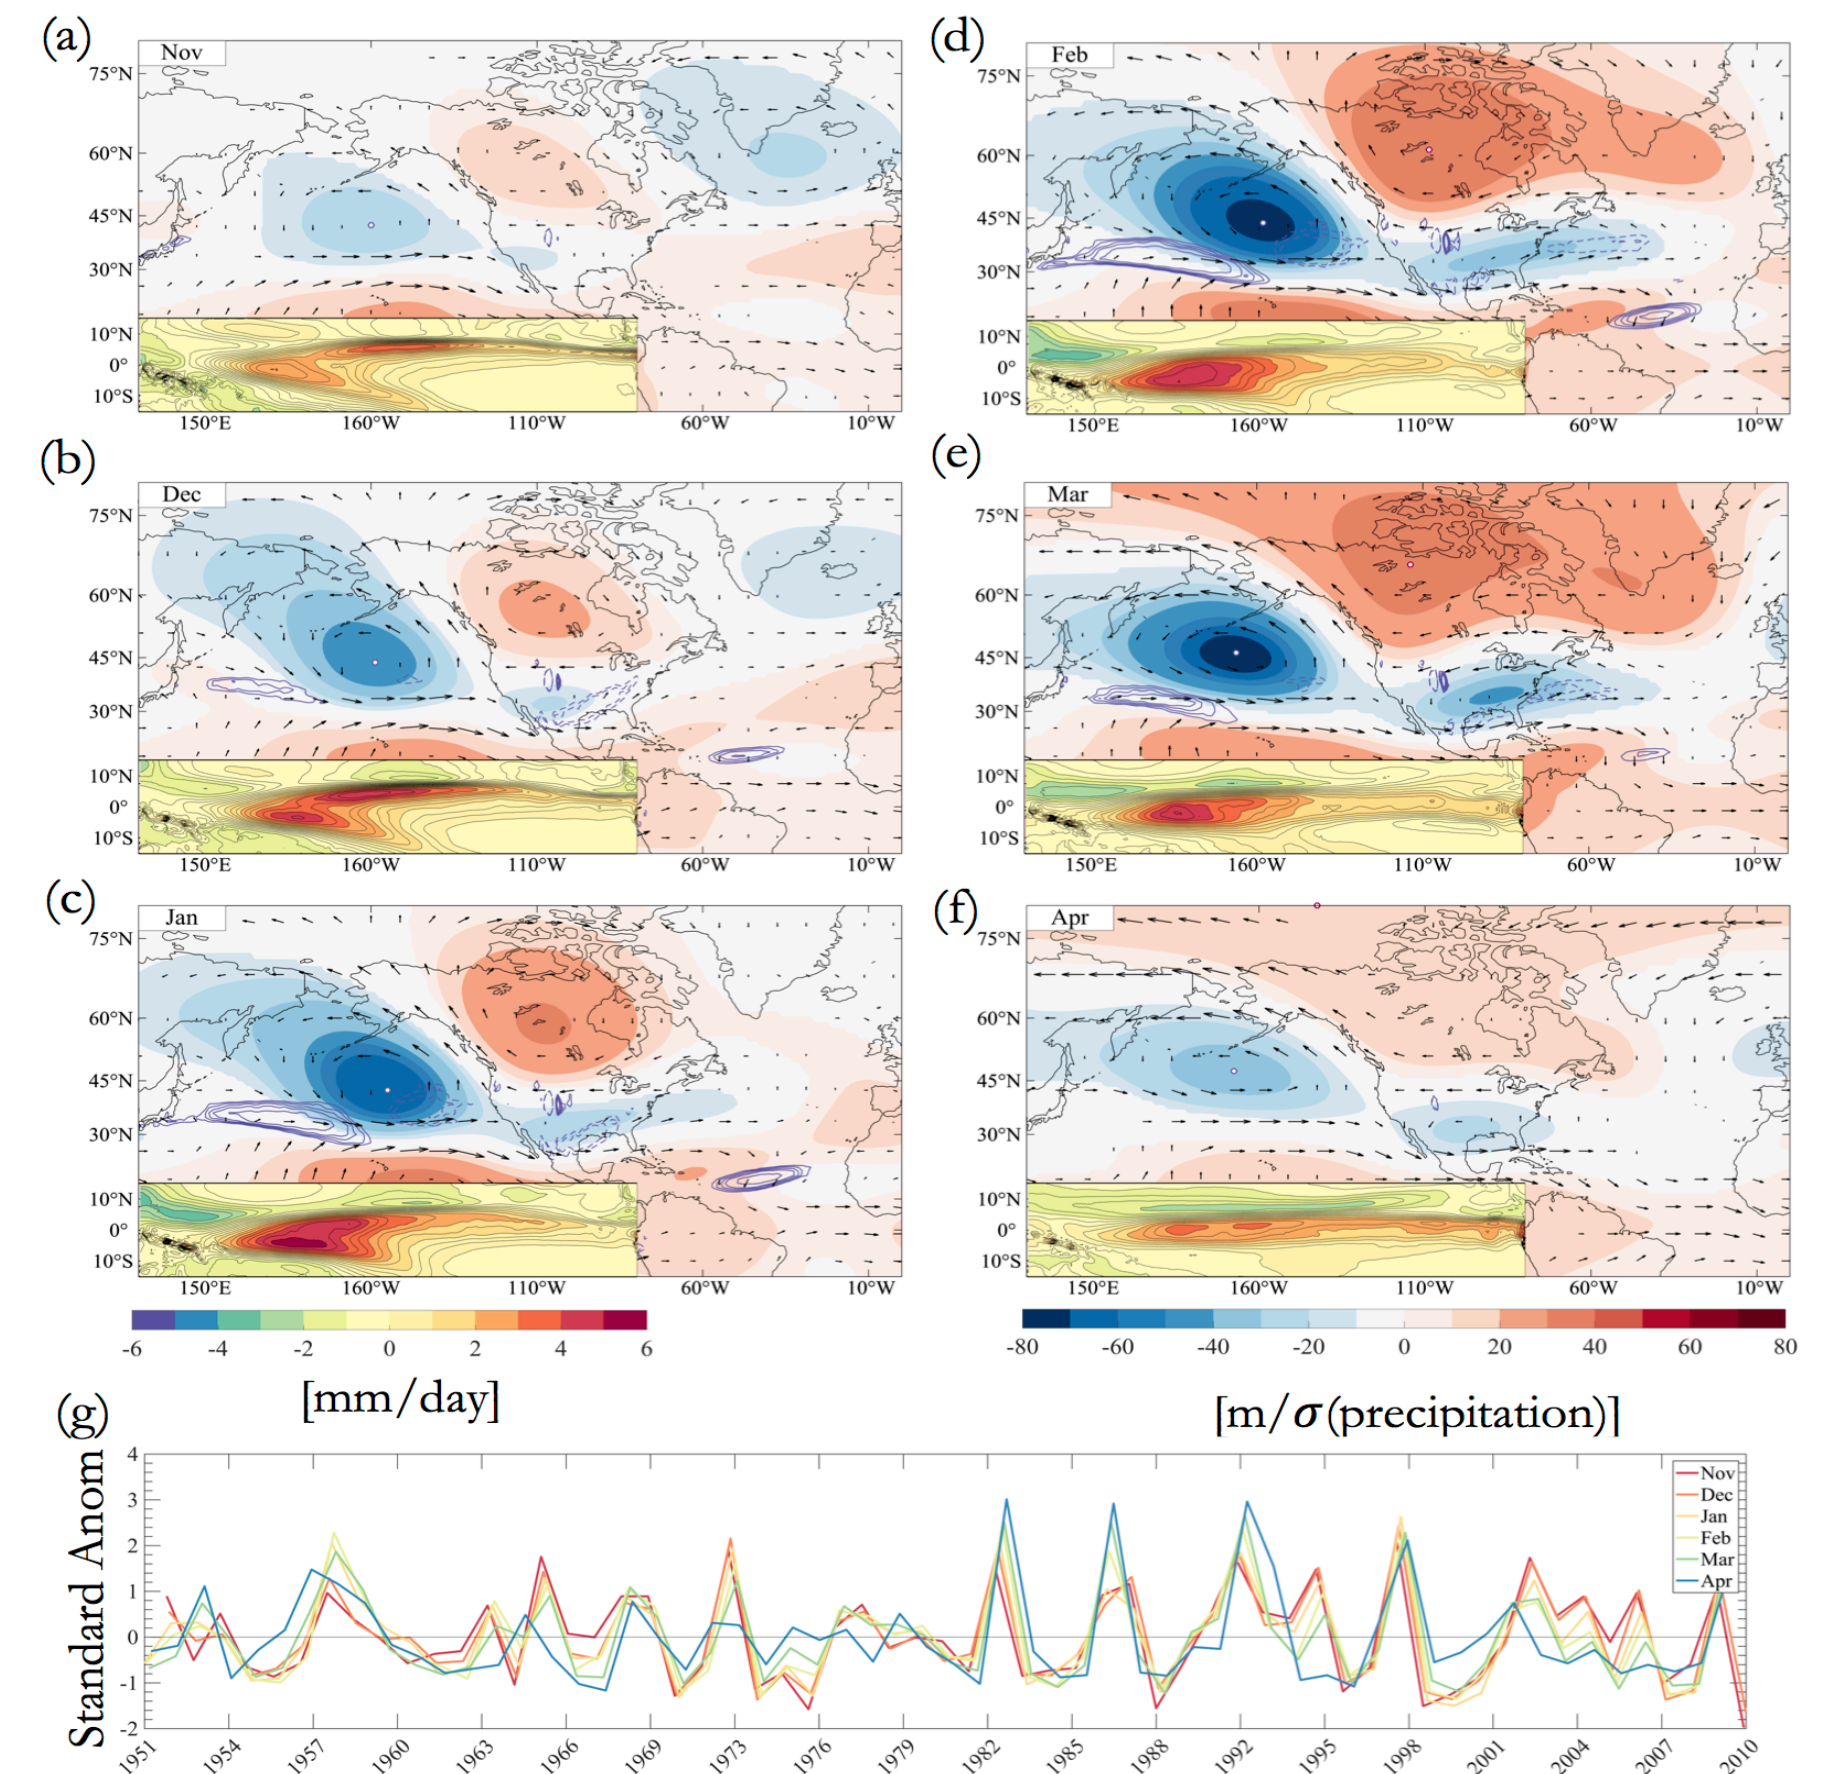 (a)
Nov
75°N
60°N
45°N
30°N
10°N
0°
10°S
150°E 160°W 110°W 60°W 10°W
(b)
Dec
75°N
60°N
45°N
30°N
10°N
0°
10°S
150°E 160°W 110°W 60°W 10°W
(c)
Jan
75°N
60°N
45°N
30°N
10°N
0°
10°S
150°E 160°W 110°W 60°W 10°W
-6 -4 -2 0 2 4 6
[mm/day]
(d)
Feb
75°N
60°N
45°N
30°N
10°N
0°
10°S
150°E 160°W 110°W 60°W 10°W
(e)
Mar
75°N
60°N
45°N
30°N
10°N
0°
10°S
150°E 160°W 110°W 60°W 10°W
(f)
Apr
75°N
60°N
45°N
30°N
10°N
0°
10°S
150°E 160°W 110°W 60°W 10°W
-80 -60 -40 -20 0 20 40 60 80
[m/σ(precipitation)]
(g)
Standard Anom
4
3
2
1
0
-1
-2
Nov
Dec
Jan
Feb
Mar
Apr
1951 1954 1957 1960 1963 1966 1969 1973 1976 1979 1982 1985 1988 1992 1995 1998 2001 2004 2007 2010